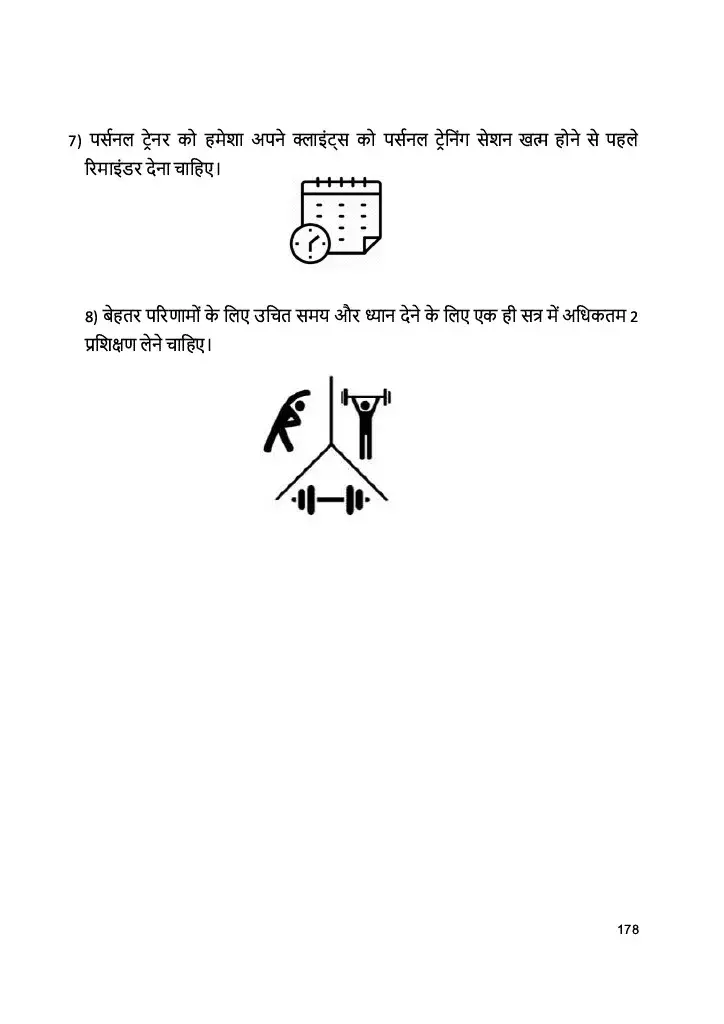 7) पर्सनल ट्रेनर को हमेशा अपने क्लाइंट्स को पर्सनल ट्रेनिंग सेशन खत्म होने से पहले
रिमाइंडर देना चाहिए।
8) बेहतर परिणामों के लिए उचित समय और ध्यान देने के लिए एक ही सत्र में अधिकतम 2
प्रशिक्षण लेने चाहिए।
178